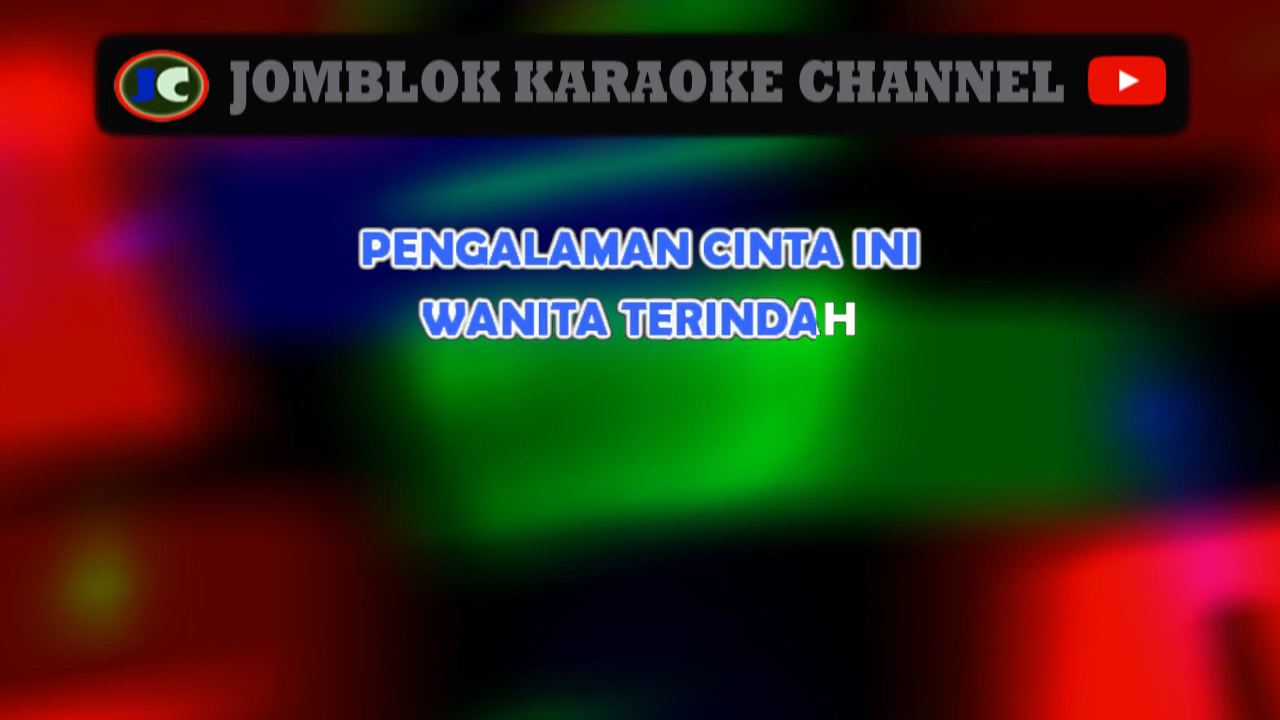 JC JOMBLOK KARAOKE CHANNEL
PENGALAMAN CINTA INI
WANITA TERINDAH